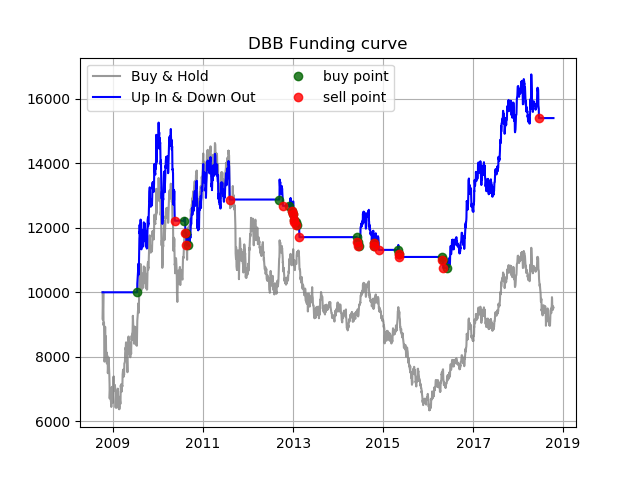 DBB Funding curve
Buy & Hold
Up In & Down Out
buy point
sell point
16000
14000
12000
10000
8000
6000
2009 2011 2013 2015 2017 2019